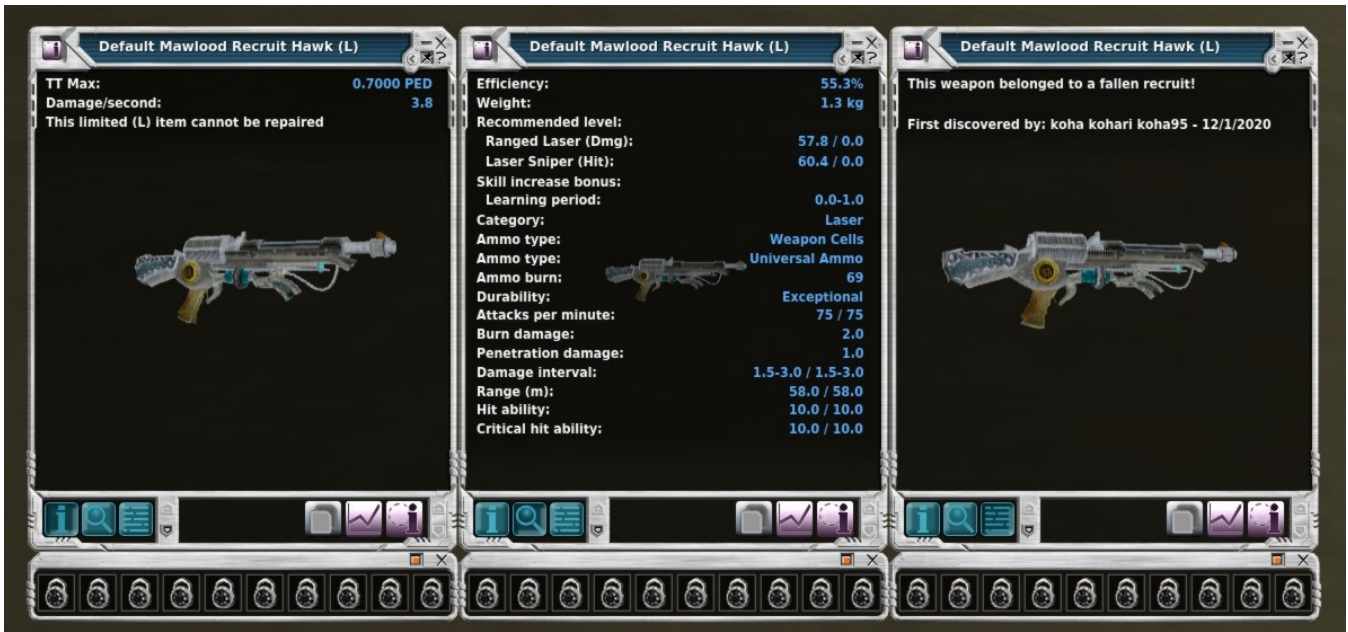 Default Mawlood Recruit Hawk (L)
TT Max: 0.7000 PED
Damage/second: 3.8
This limited (L) item cannot be repaired
Default Mawlood Recruit Hawk (L)
Efficiency: 55.3%
Weight: 1.3 kg
Recommended level:
Ranged Laser (Dmg): 57.8 / 0.0
Laser Sniper (Hit): 60.4 / 0.0
Skill increase bonus:
Learning period: 0.0-1.0
Category: Laser
Ammo type: Weapon Cells
Ammo type: Universal Ammo
Ammo burn: 69
Durability: Exceptional
Attacks per minute: 75 / 75
Burn damage: 2.0
Penetration damage: 1.0
Damage interval: 1.5-3.0 / 1.5-3.0
Range (m): 58.0 / 58.0
Hit ability: 10.0 / 10.0
Critical hit ability: 10.0 / 10.0
Default Mawlood Recruit Hawk (L)
This weapon belonged to a fallen recruit!
First discovered by: koha kohari koha95 - 12/1/2020